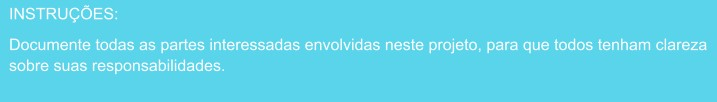 INSTRUÇÕES:
Documente todas as partes interessadas envolvidas neste projeto, para que todos tenham clareza
sobre suas responsabilidades.